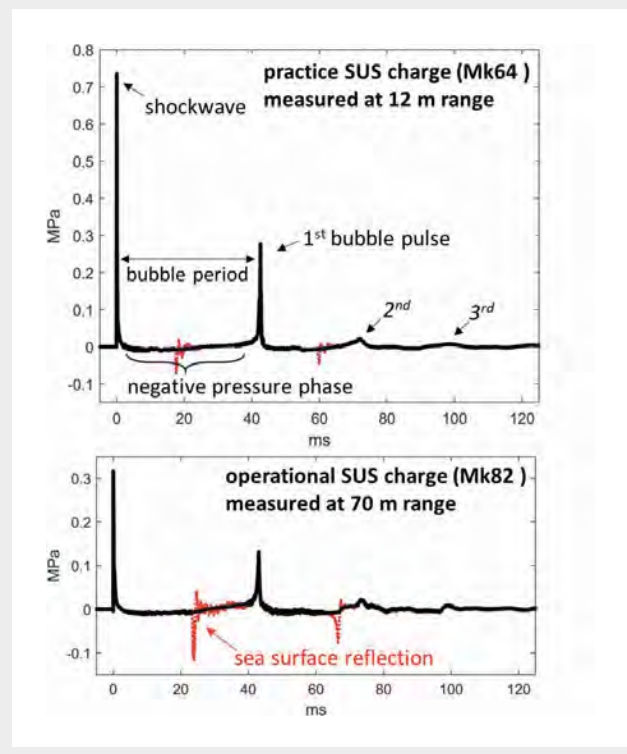 0.8
practice SUS charge (Mk64 )
measured at 12 m range
0.7
shockwave
0.6
0.5
0.4
MPa
0.3
1st bubble pulse
bubble period
0.2
0.1
2nd
3rd
0
-0.1
negative pressure phase
0 20 40 60 80 100 120
ms
operational SUS charge (Mk82 )
measured at 70 m range
0.3
0.2
MPa
0.1
0
-0.1
sea surface reflection
0 20 40 60 80 100 120
ms